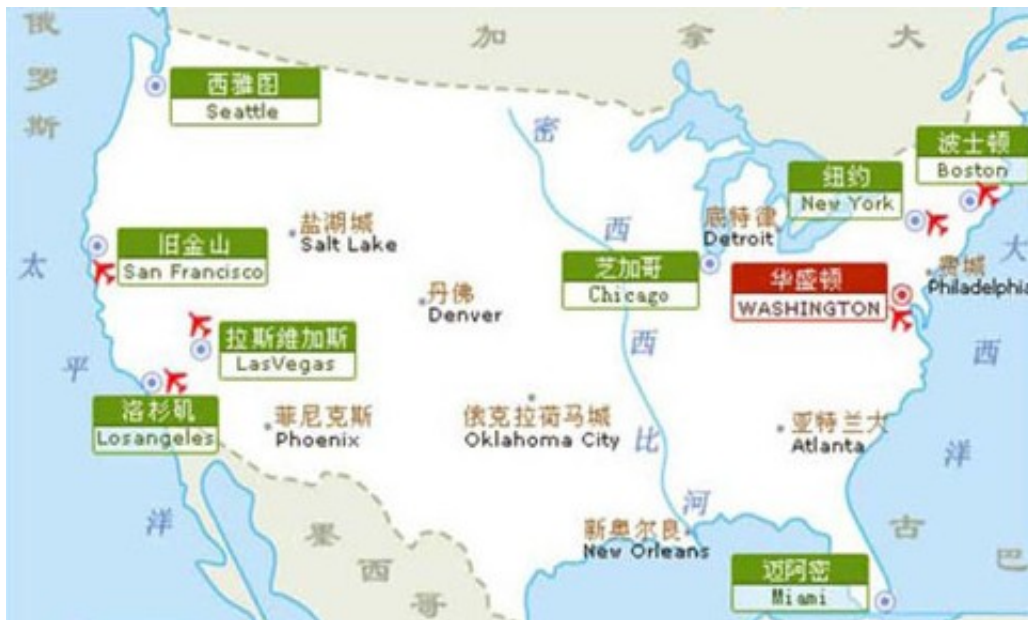 俄罗斯
加拿大
西雅图
Seattle
密西西比河
波士顿
Boston
纽约
New York
盐湖城
Salt Lake
底特律
Detroit
旧金山
San Francisco
太平洋
大西洋
芝加哥
Chicago
华盛顿
WASHINGTON
费城
Philadelphia
丹佛
Denver
拉斯维加斯
LasVegas
洛杉矶
Losangeles
菲尼克斯
Phoenix
俄克拉荷马城
Oklahoma City
亚特兰大
Atlanta
新奥尔良
New Orleans
墨西哥
古巴
迈阿密
Miami